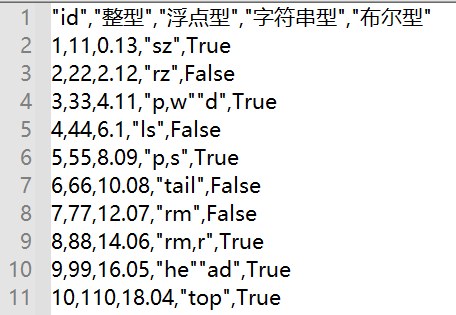 1 "id","整型","浮点型","字符串型","布尔型"
2 1,11,0.13,"sz",True
3 2,22,2.12,"rz",False
4 3,33,4.11,"p,w""d",True
5 4,44,6.1,"ls",False
6 5,55,8.09,"p,s",True
7 6,66,10.08,"tail",False
8 7,77,12.07,"rm",False
9 8,88,14.06,"rm,r",True
10 9,99,16.05,"he""ad",True
11 10,110,18.04,"top",True